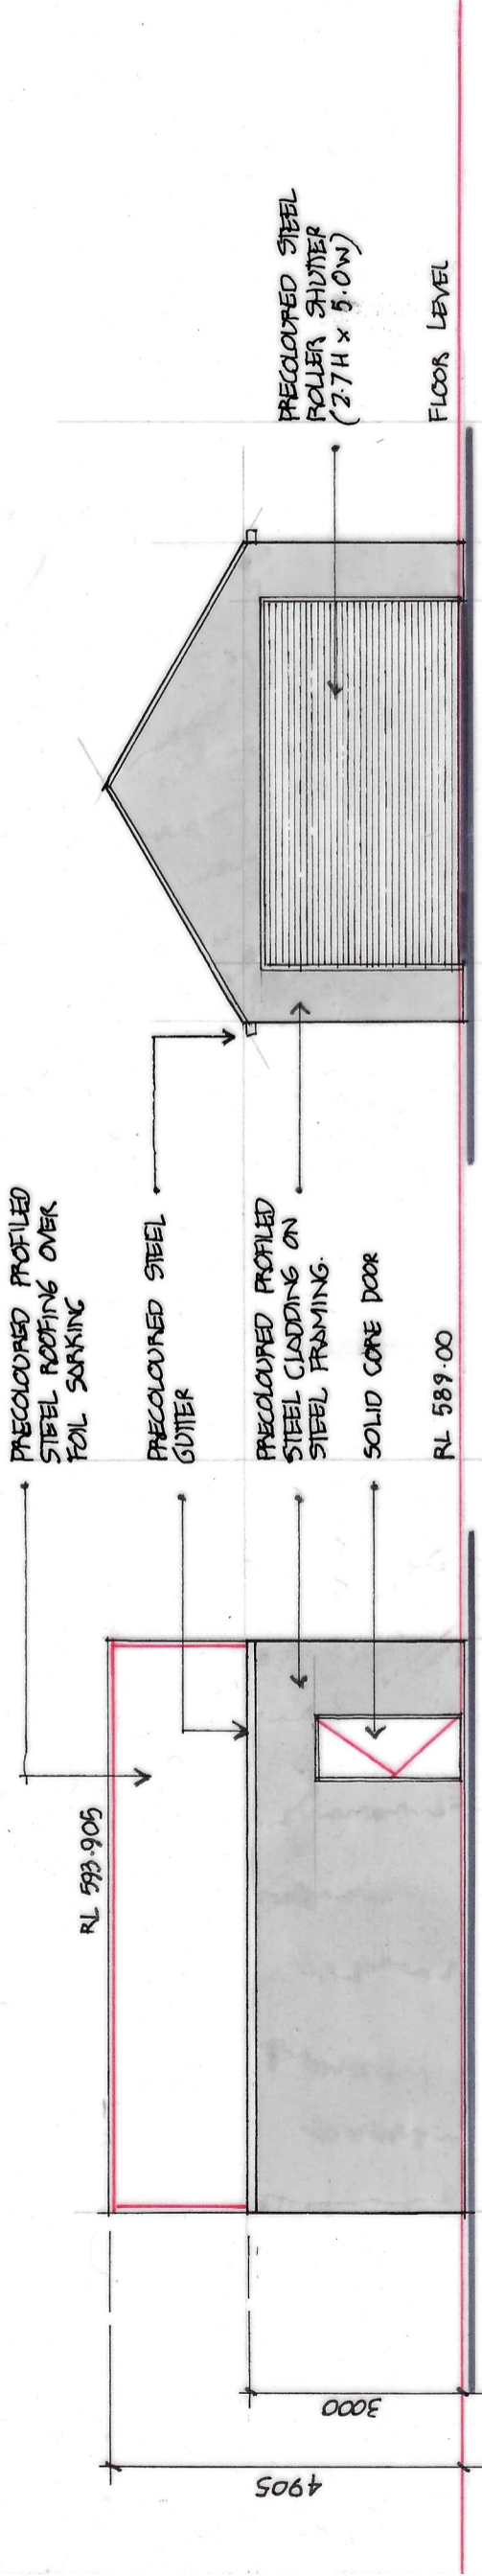 4905
3000
RL 593.905
PRECOLOURED PROFILED
STEEL ROOFING OVER
FOIL SARKING
PRECOLOURED STEEL
GUTTER
PRECOLOURED PROFILED
STEEL CLADDING ON
STEEL FRAMING.
SOLID CORE DOOR
RL 589.00
PRECOLOURED STEEL
ROLLER SHUTTER
(2.7H x 5.0W)
FLOOR LEVEL